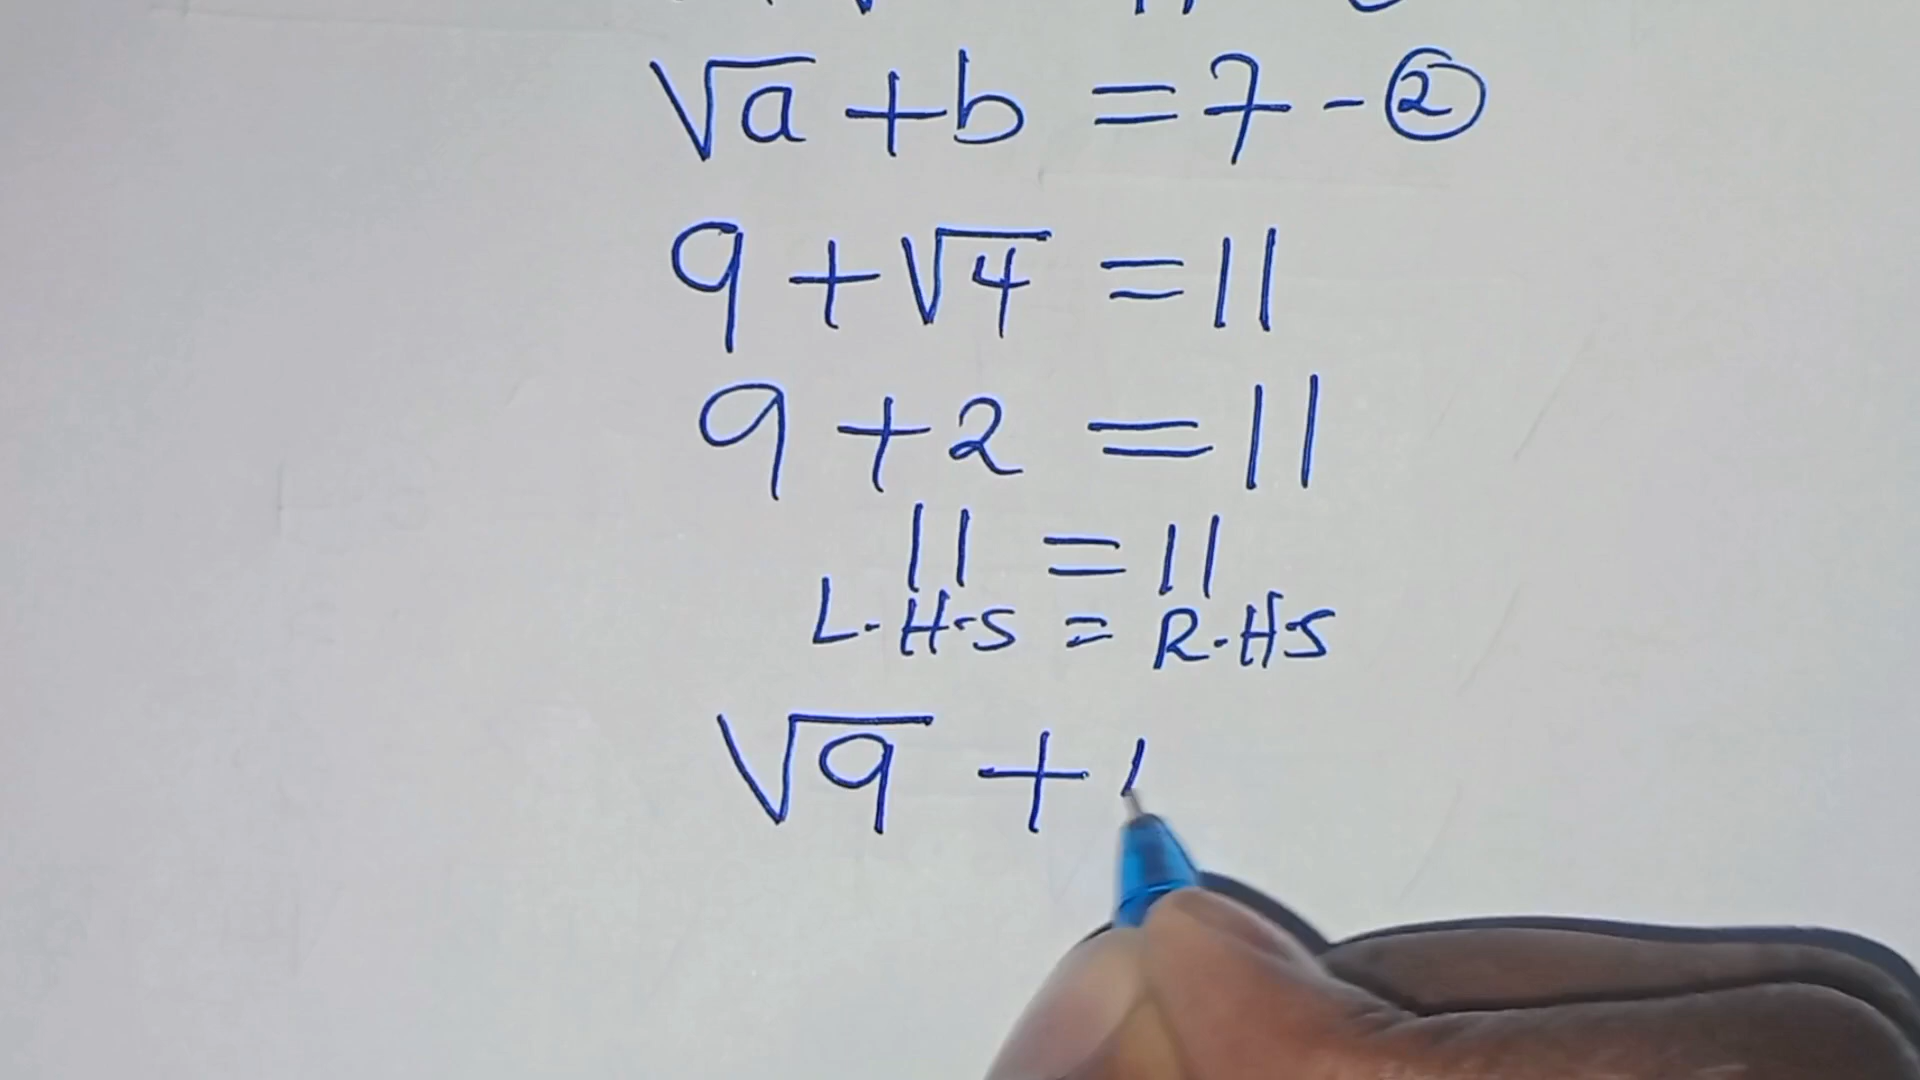 √a + b = 7 - ②
9 + √4 = 11
9 + 2 = 11
11 = 11
L.H.S = R.H.S
√9 +